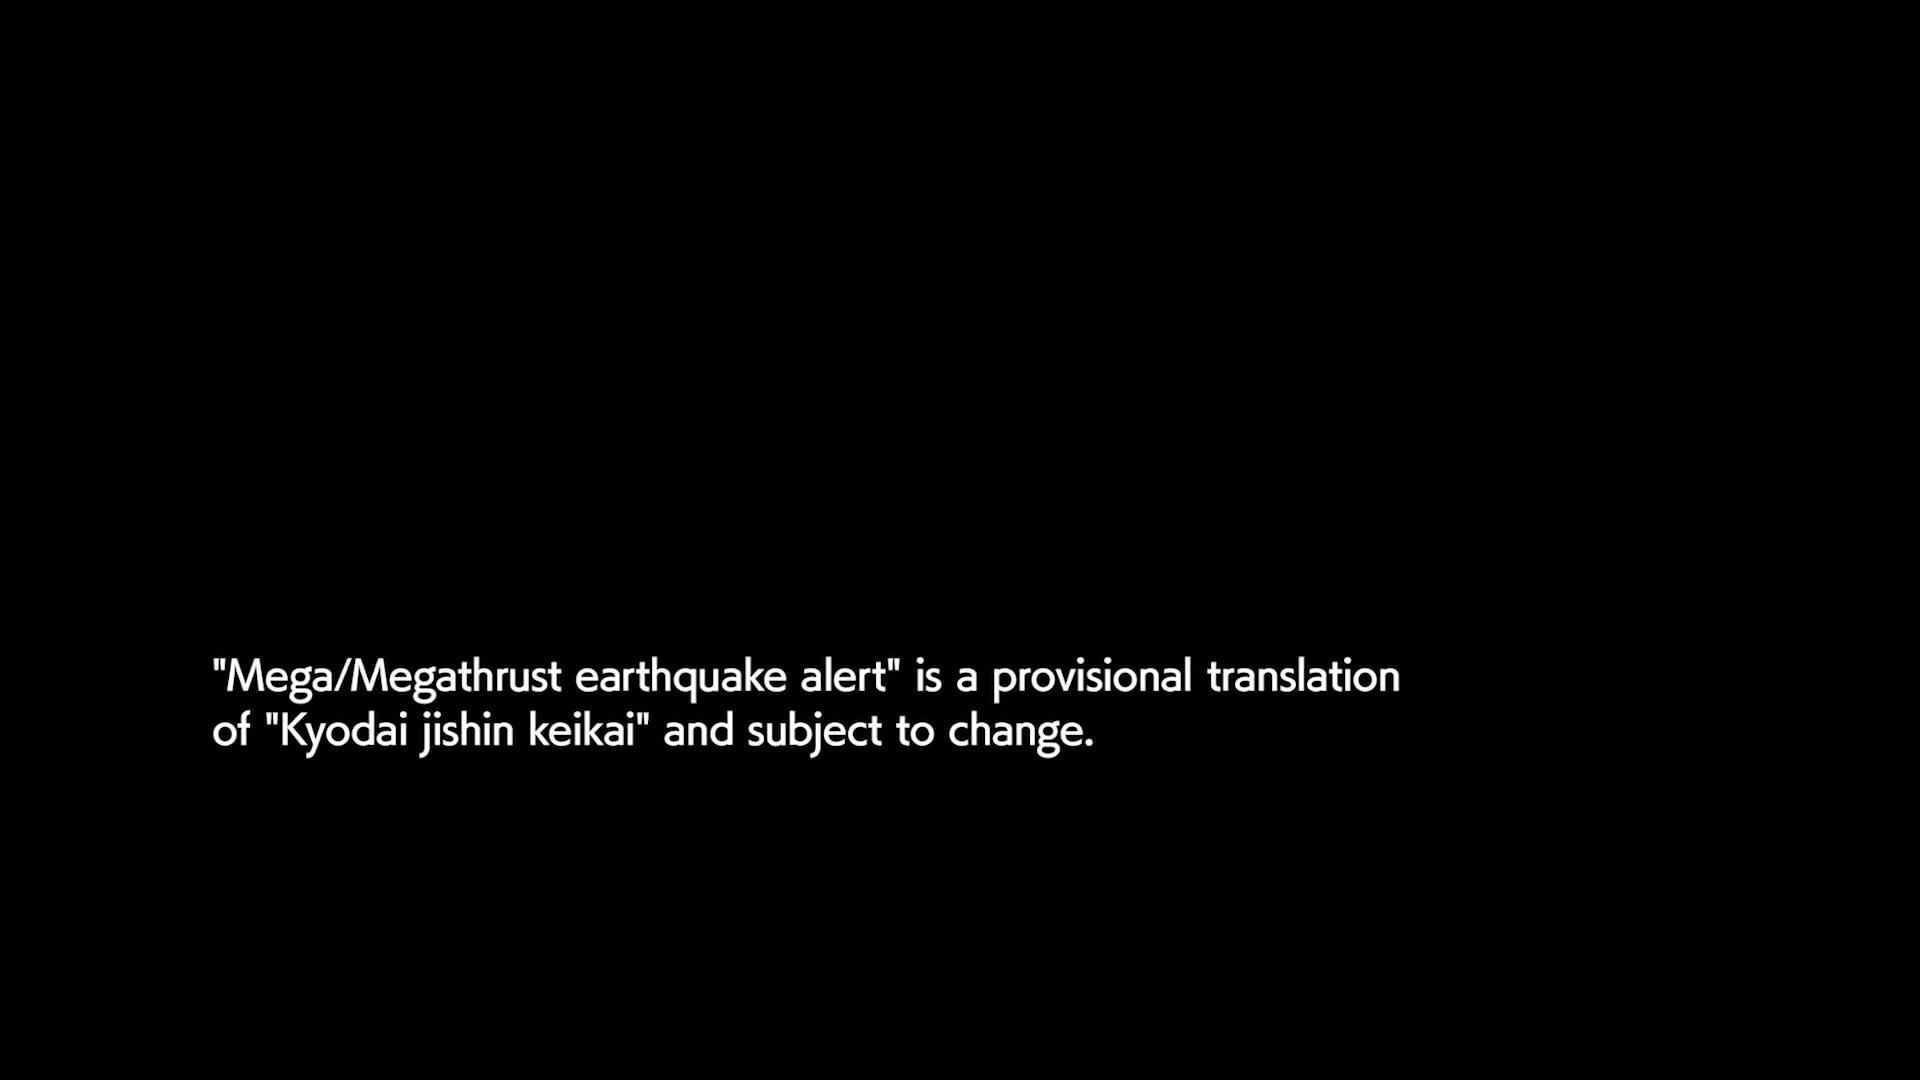 "Mega/Megathrust earthquake alert" is a provisional translation
of "Kyodai jishin keikai" and subject to change.